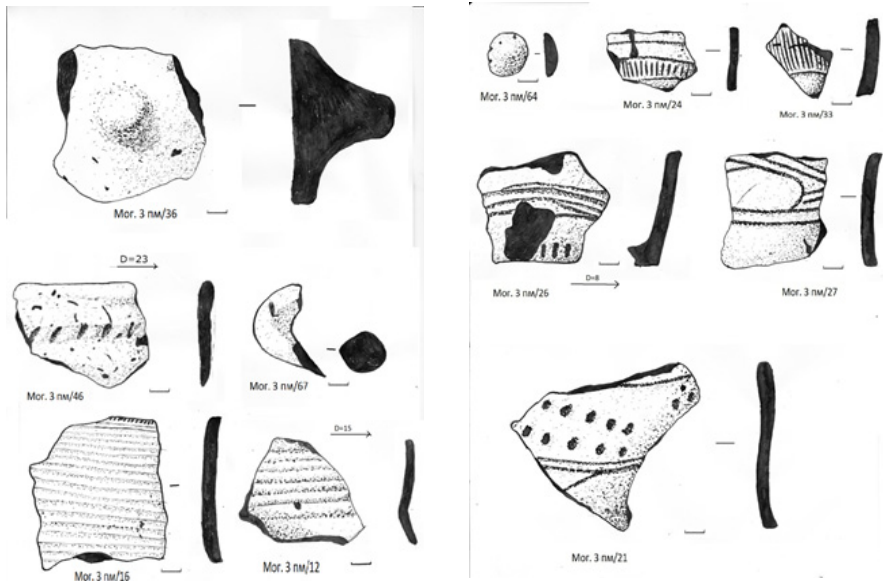 Мог. 3 пм/36
D=23
Мог. 3 пм/46
Мог. 3 пм/67
Мог. 3 пм/16
D=15
Мог. 3 пм/12
Мог. 3 пм/64
Мог. 3 пм/24
Мог. 3 пм/33
Мог. 3 пм/26
D=8
Мог. 3 пм/27
Мог. 3 пм/21